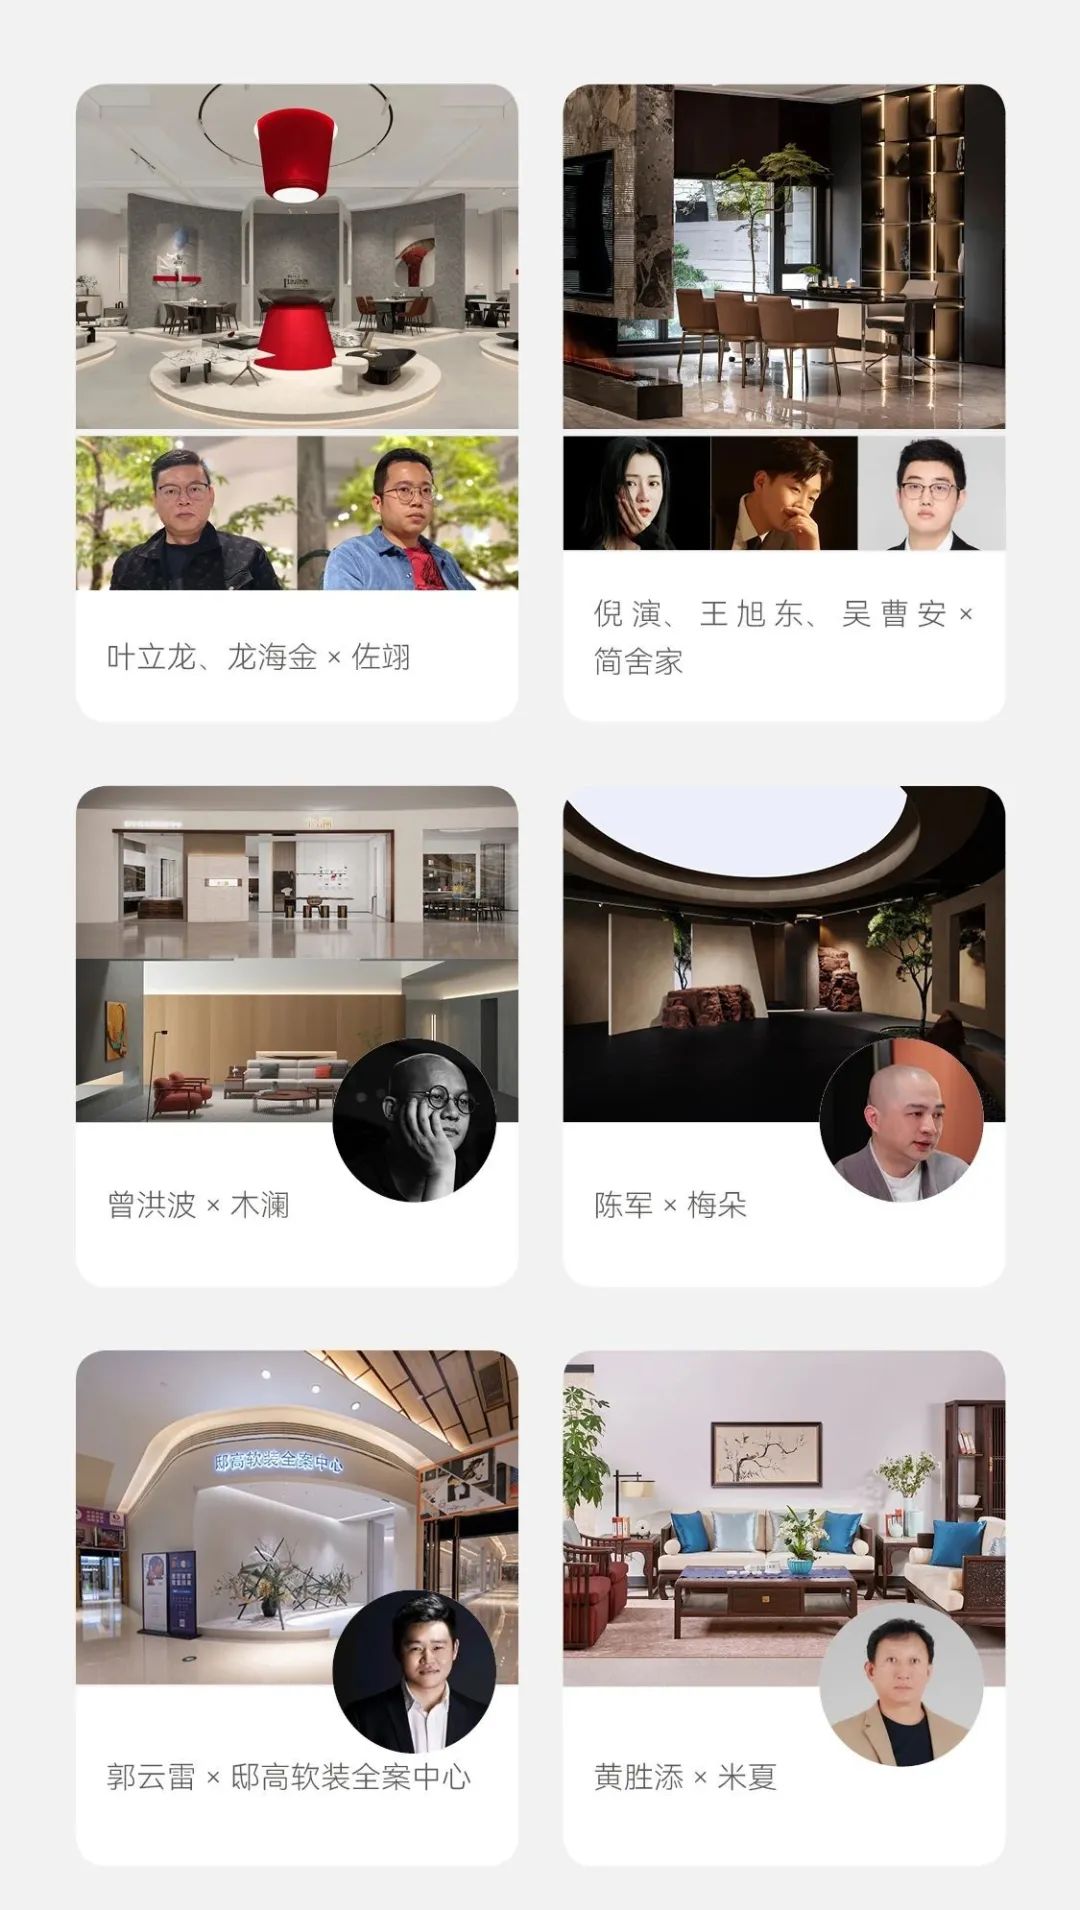 叶立龙、龙海金 × 佐翊
倪演、王旭东、吴曹安 ×
简舍家
曾洪波 × 木澜
陈军 × 梅朵
邸高软装全案中心
郭云雷 × 邸高软装全案中心
黄胜添 × 米夏